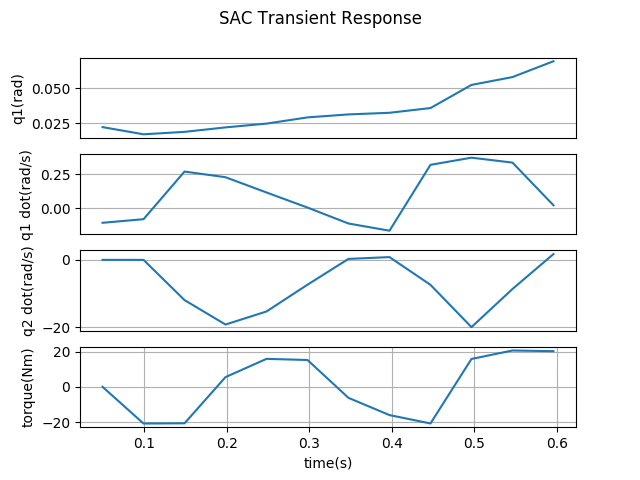 SAC Transient Response
q1(rad)
0.050
0.025
q1 dot(rad/s)
0.25
0.00
q2 dot(rad/s)
0
−20
torque(Nm)
20
0
−20
0.1 0.2 0.3 0.4 0.5 0.6
time(s)